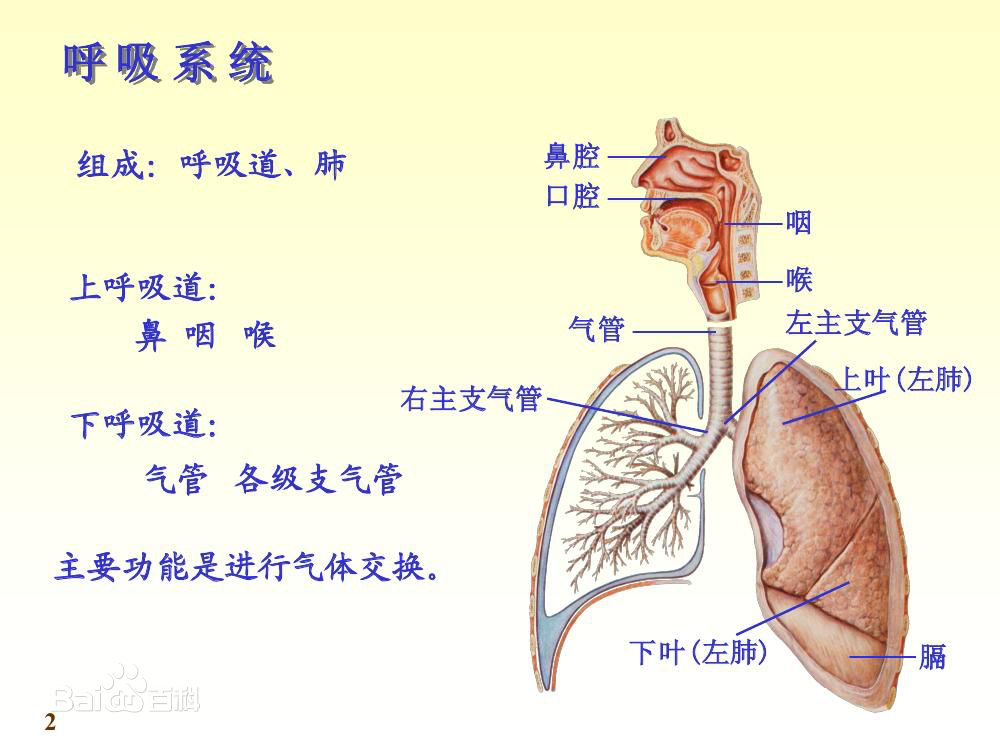 呼吸系统
组成：呼吸道、肺
上呼吸道：
鼻 咽 喉
下呼吸道：
气管 各级支气管
主要功能是进行气体交换。
鼻腔
口腔
咽
喉
气管
左主支气管
上叶(左肺)
右主支气管
下叶(左肺)
膈
Bai百科
2